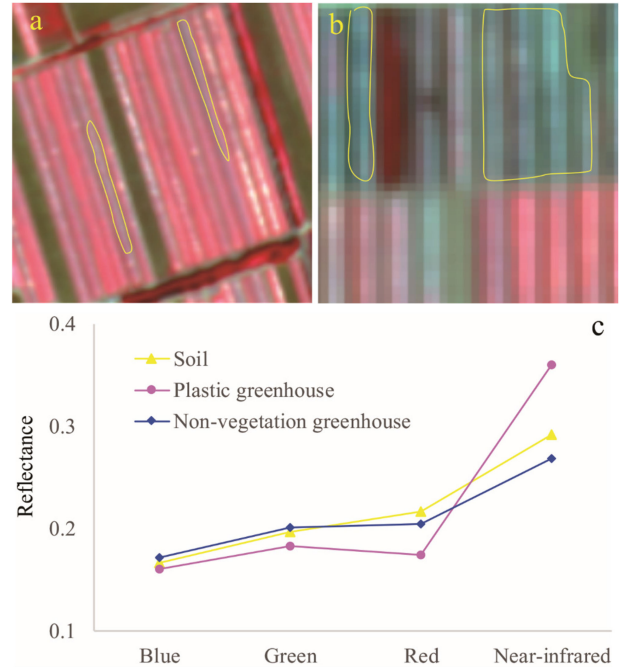 a
b
c
0.4
Soil
Plastic greenhouse
Non-vegetation greenhouse
0.3
Reflectance
0.2
0.1
Blue Green Red Near-infrared